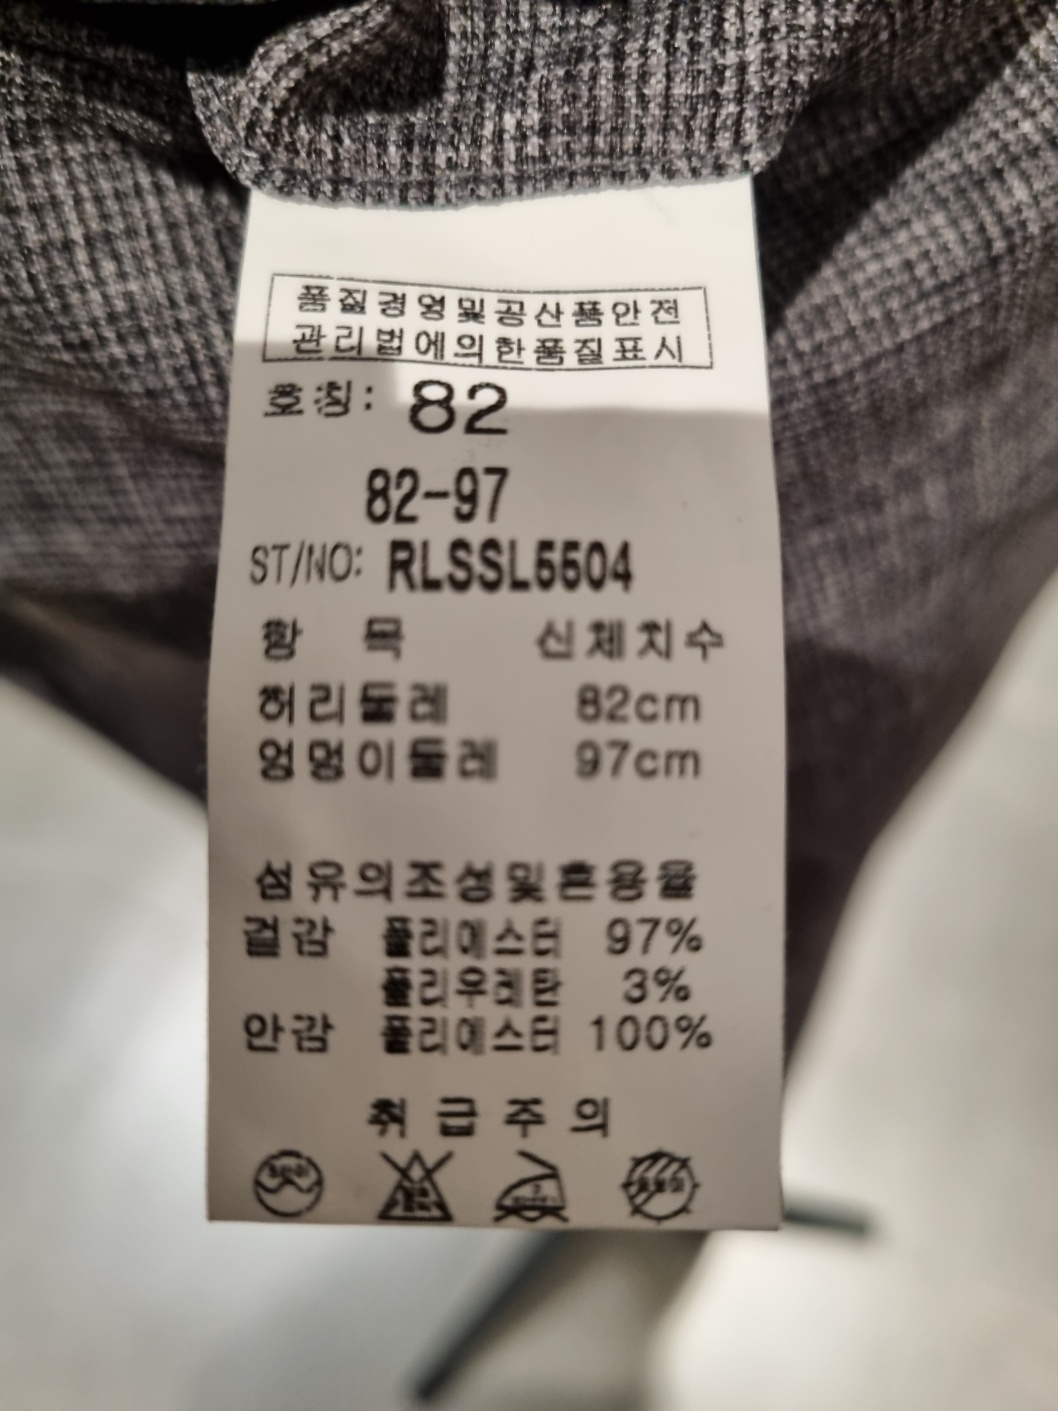 품질경영및공산품안전
관리법에의한품질표시
호칭: 82
82-97
ST/NO: RLSSL5504
항 목 신체치수
허리둘레 82cm
엉덩이둘레 97cm
섬유의조성및혼용율
겉감 폴리에스터 97%
폴리우레탄 3%
안감 폴리에스터 100%
취급주의